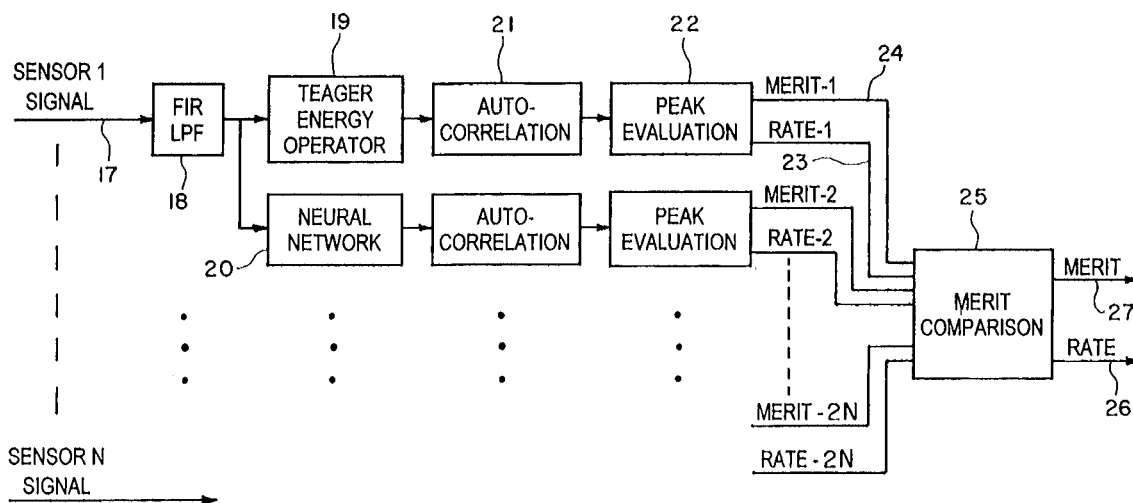 SENSOR 1
SIGNAL
17
FIR
LPF
18
19
TEAGER
ENERGY
OPERATOR
21
AUTO-
CORRELATION
22
PEAK
EVALUATION
MERIT-1
24
RATE-1
23
NEURAL
NETWORK
20
AUTO-
CORRELATION
PEAK
EVALUATION
MERIT-2
RATE-2
25
MERIT
COMPARISON
MERIT
27
RATE
26
MERIT - 2N
RATE-2N
SENSOR N
SIGNAL